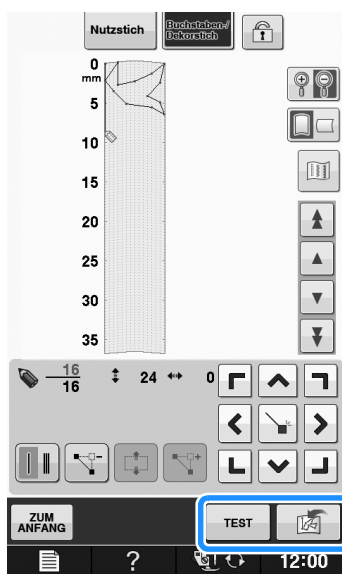 Nutzstich
Buchstaben-/
Dekorstich
0
mm
5
10
15
20
25
30
35
16
16
24
0
ZUM
ANFANG
TEST
?
12:00